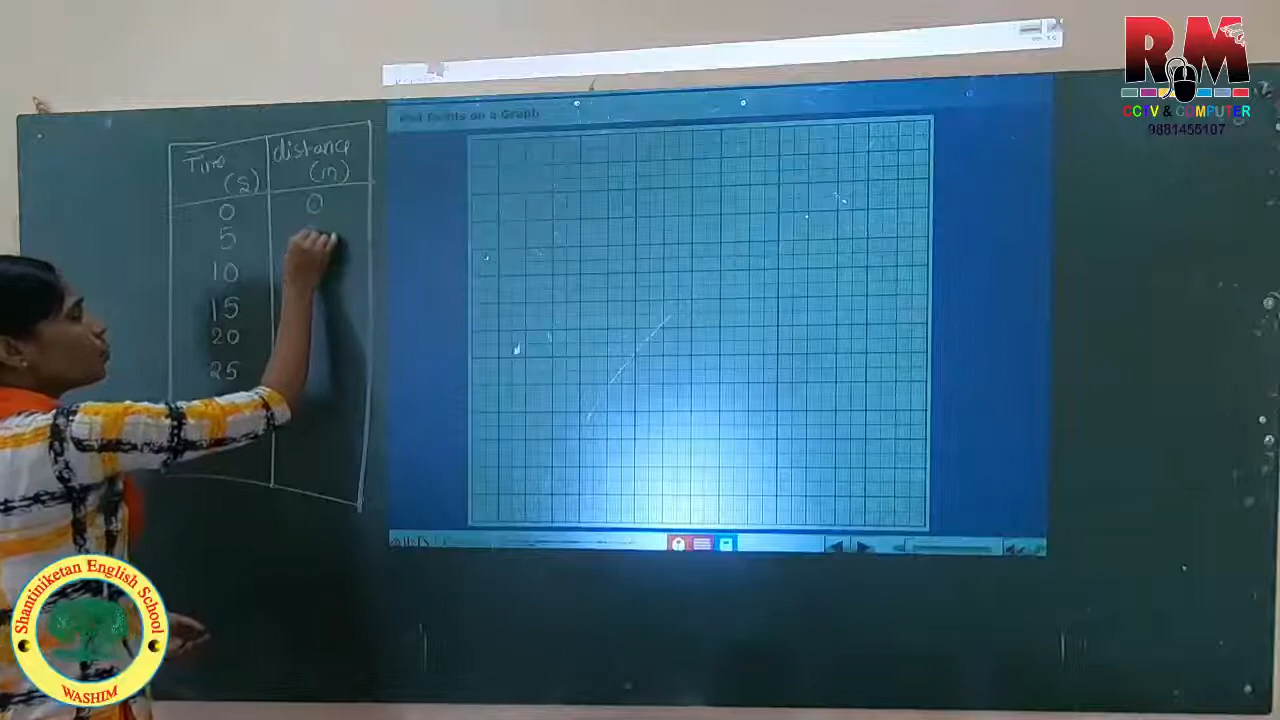 RM
CCTV & COMPUTER
9881455107
Plot Points on a Graph
Time distance
(s) (m)
0 0
5
10
15
20
25
Shantiniketan English School
WASHIM